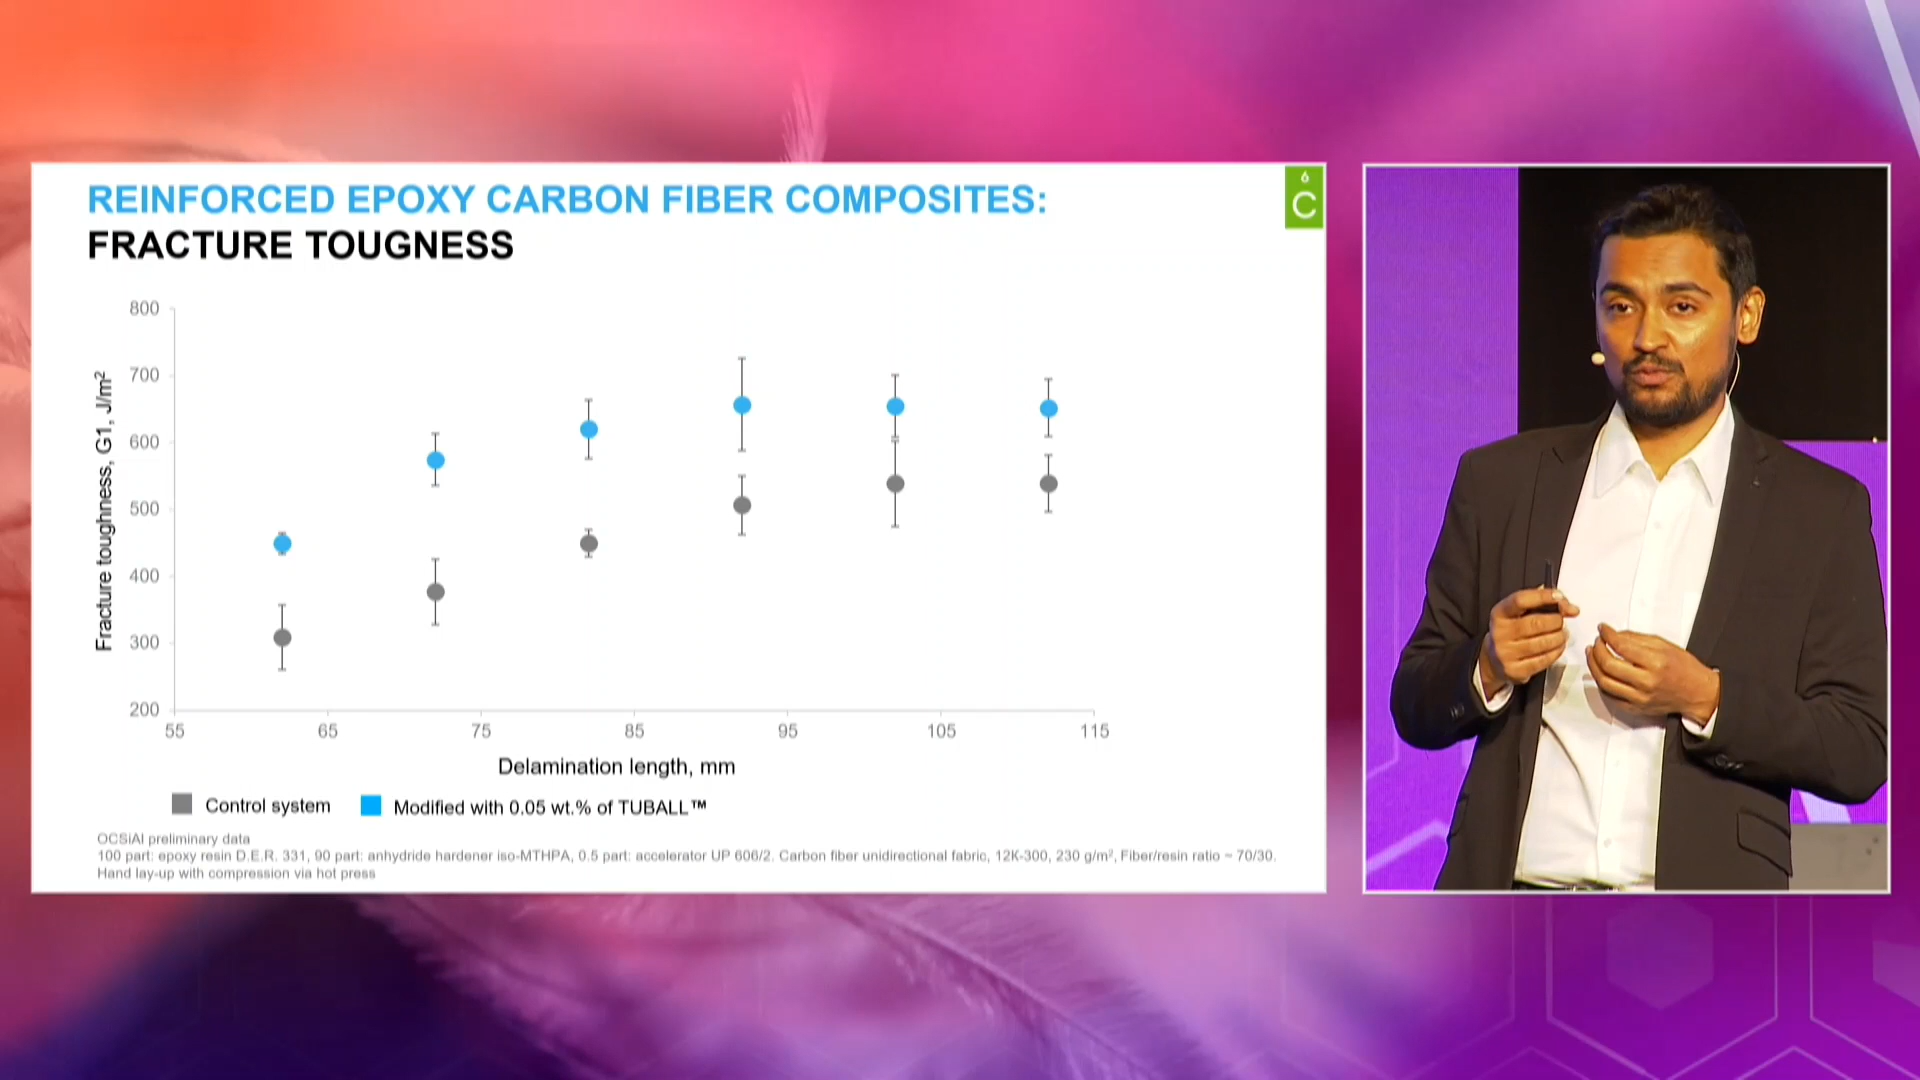 REINFORCED EPOXY CARBON FIBER COMPOSITES:
FRACTURE TOUGNESS
6
C
800
700
600
500
400
300
200
Fracture toughness, G1, J/m²
55 65 75 85 95 105 115
Delamination length, mm
Control system Modified with 0.05 wt.% of TUBALL™
OCSiAl preliminary data
100 part: epoxy resin D.E.R. 331, 90 part: anhydride hardener iso-MTHPA, 0.5 part: accelerator UP 606/2. Carbon fiber unidirectional fabric, 12K-300, 230 g/m², Fiber/resin ratio ~ 70/30.
Hand lay-up with compression via hot press